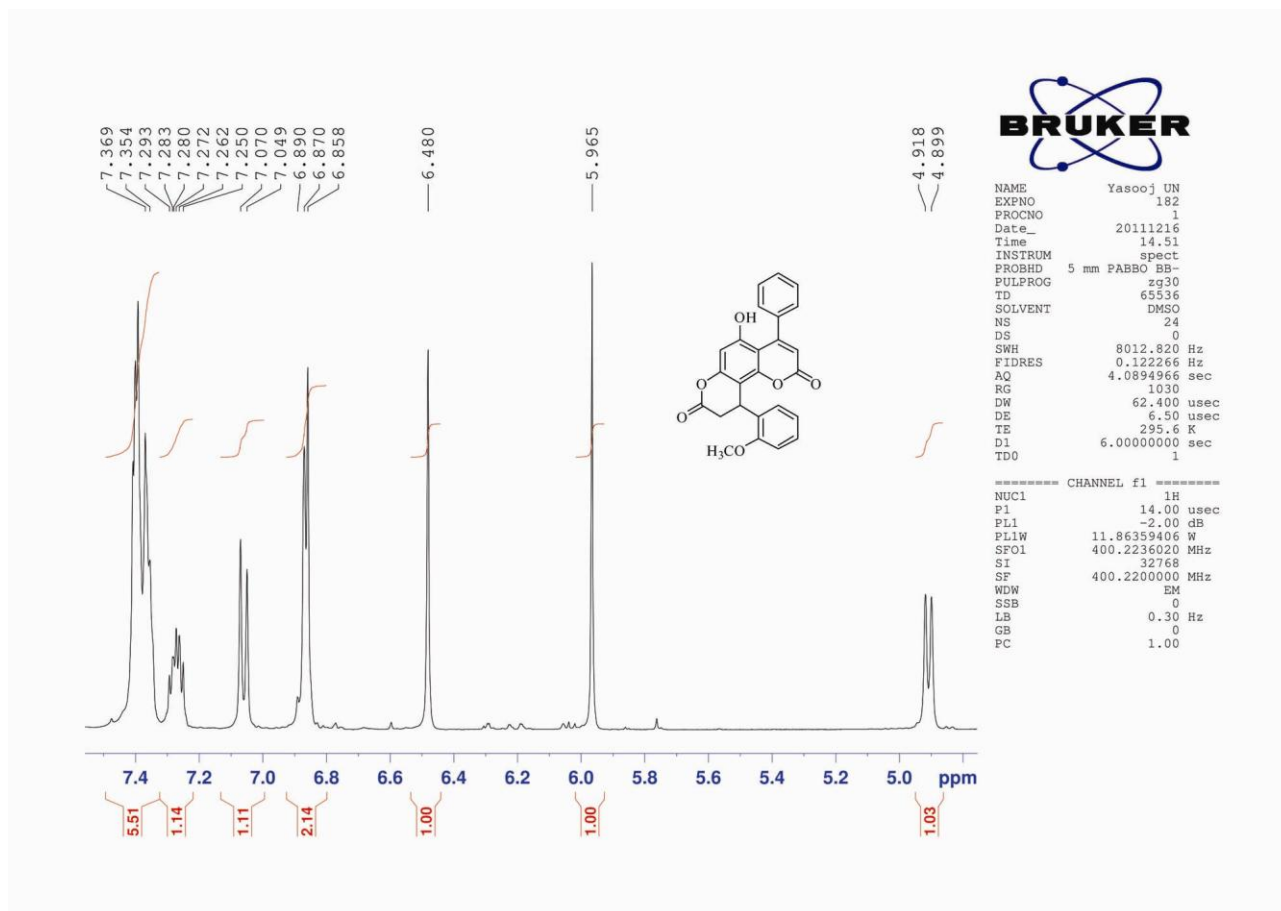 7.369
7.354
7.293
7.283
7.280
7.272
7.262
7.250
7.070
7.049
6.890
6.870
6.858
6.480
5.965
4.918
4.899
BRUKER
NAME Yasooj UN
EXPNO 182
PROCNO 1
Date_ 20111216
Time 14.51
INSTRUM spect
PROBHD 5 mm PABBO BB-
PULPROG zg30
TD 65536
SOLVENT DMSO
NS 24
DS 0
SWH 8012.820 Hz
FIDRES 0.122266 Hz
AQ 4.0894966 sec
RG 1030
DW 62.400 usec
DE 6.50 usec
TE 295.6 K
D1 6.00000000 sec
TD0 1
======== CHANNEL f1 ========
NUC1 1H
P1 14.00 usec
PL1 -2.00 dB
PL1W 11.86359406 W
SFO1 400.2236020 MHz
SI 32768
SF 400.2200000 MHz
WDW EM
SSB 0
LB 0.30 Hz
GB 0
PC 1.00
OH
O
O
O
O
H3CO
7.4 7.2 7.0 6.8 6.6 6.4 6.2 6.0 5.8 5.6 5.4 5.2 5.0 ppm
5.51
1.14
1.11
2.14
1.00
1.00
1.03